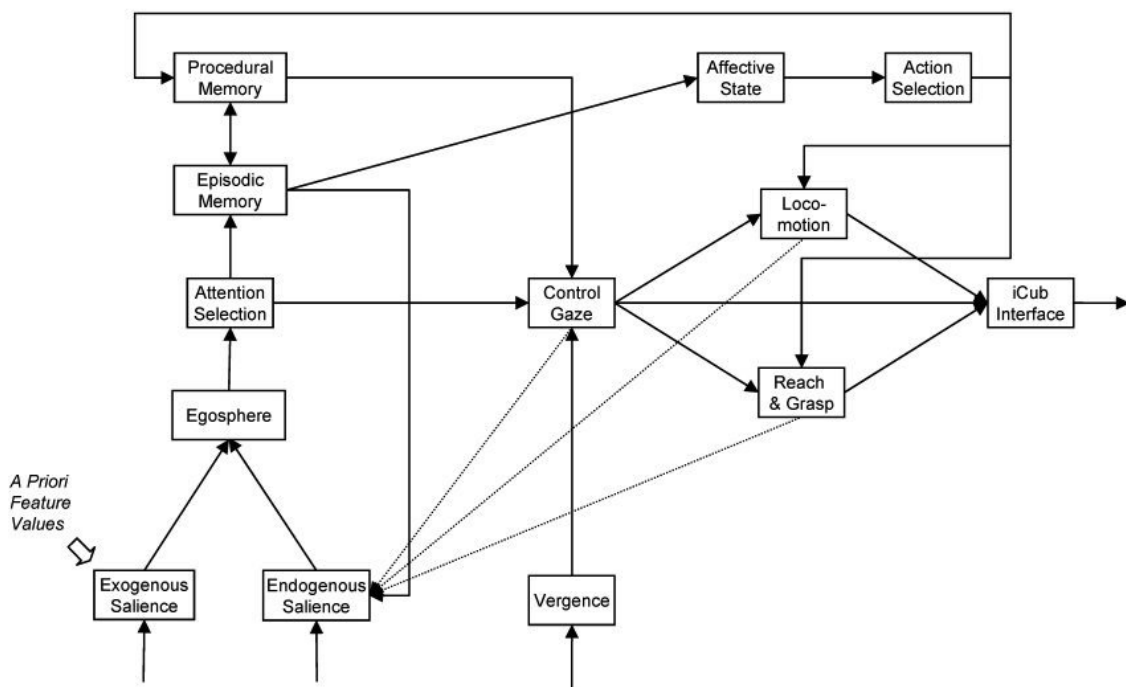 Procedural
Memory
Affective
State
Action
Selection
Episodic
Memory
Loco-
motion
Attention
Selection
Control
Gaze
iCub
Interface
Reach
& Grasp
Egosphere
A Priori
Feature
Values
Exogenous
Salience
Endogenous
Salience
Vergence